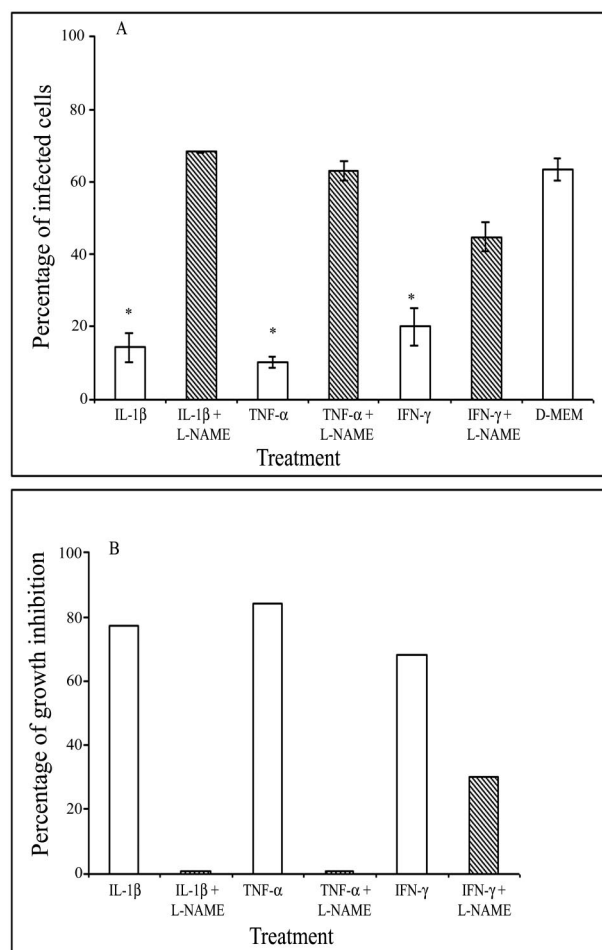 A
Percentage of infected cells
100
80
60
40
20
0
*
*
*
IL-1β
IL-1β +
L-NAME
TNF-α
TNF-α +
L-NAME
IFN-γ
IFN-γ +
L-NAME
D-MEM
Treatment
B
Percentage of growth inhibition
100
80
60
40
20
0
IL-1β
IL-1β +
L-NAME
TNF-α
TNF-α +
L-NAME
IFN-γ
IFN-γ +
L-NAME
Treatment